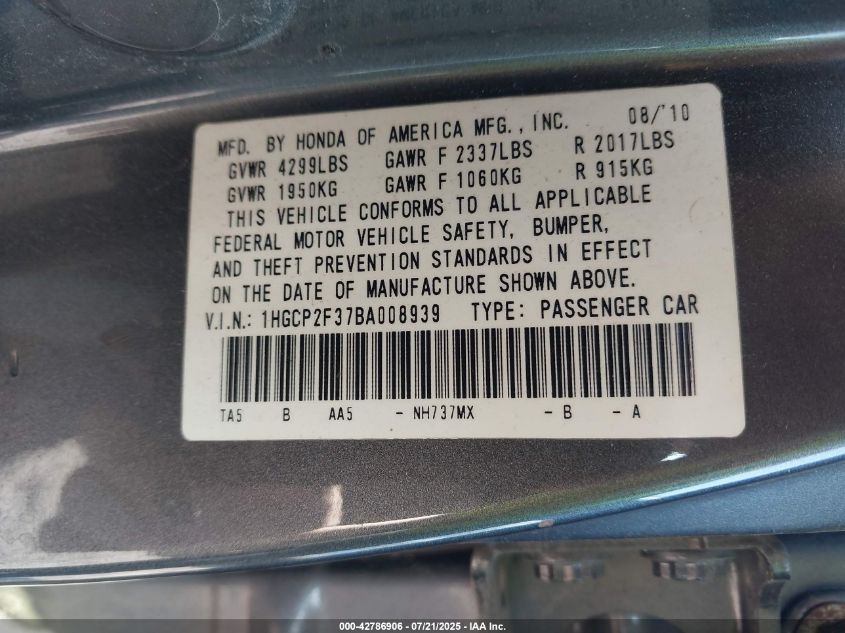 MFD. BY HONDA OF AMERICA MFG., INC. 08/'10
GVWR 4299LBS GAWR F 2337LBS R 2017LBS
GVWR 1950KG GAWR F 1060KG R 915KG
THIS VEHICLE CONFORMS TO ALL APPLICABLE
FEDERAL MOTOR VEHICLE SAFETY, BUMPER,
AND THEFT PREVENTION STANDARDS IN EFFECT
ON THE DATE OF MANUFACTURE SHOWN ABOVE.
V.I.N.: 1HGCP2F37BA008939 TYPE: PASSENGER CAR
TA5 B AA5 - NH737MX - B - A
000-42786906 - 07/21/2025 - IAA Inc.